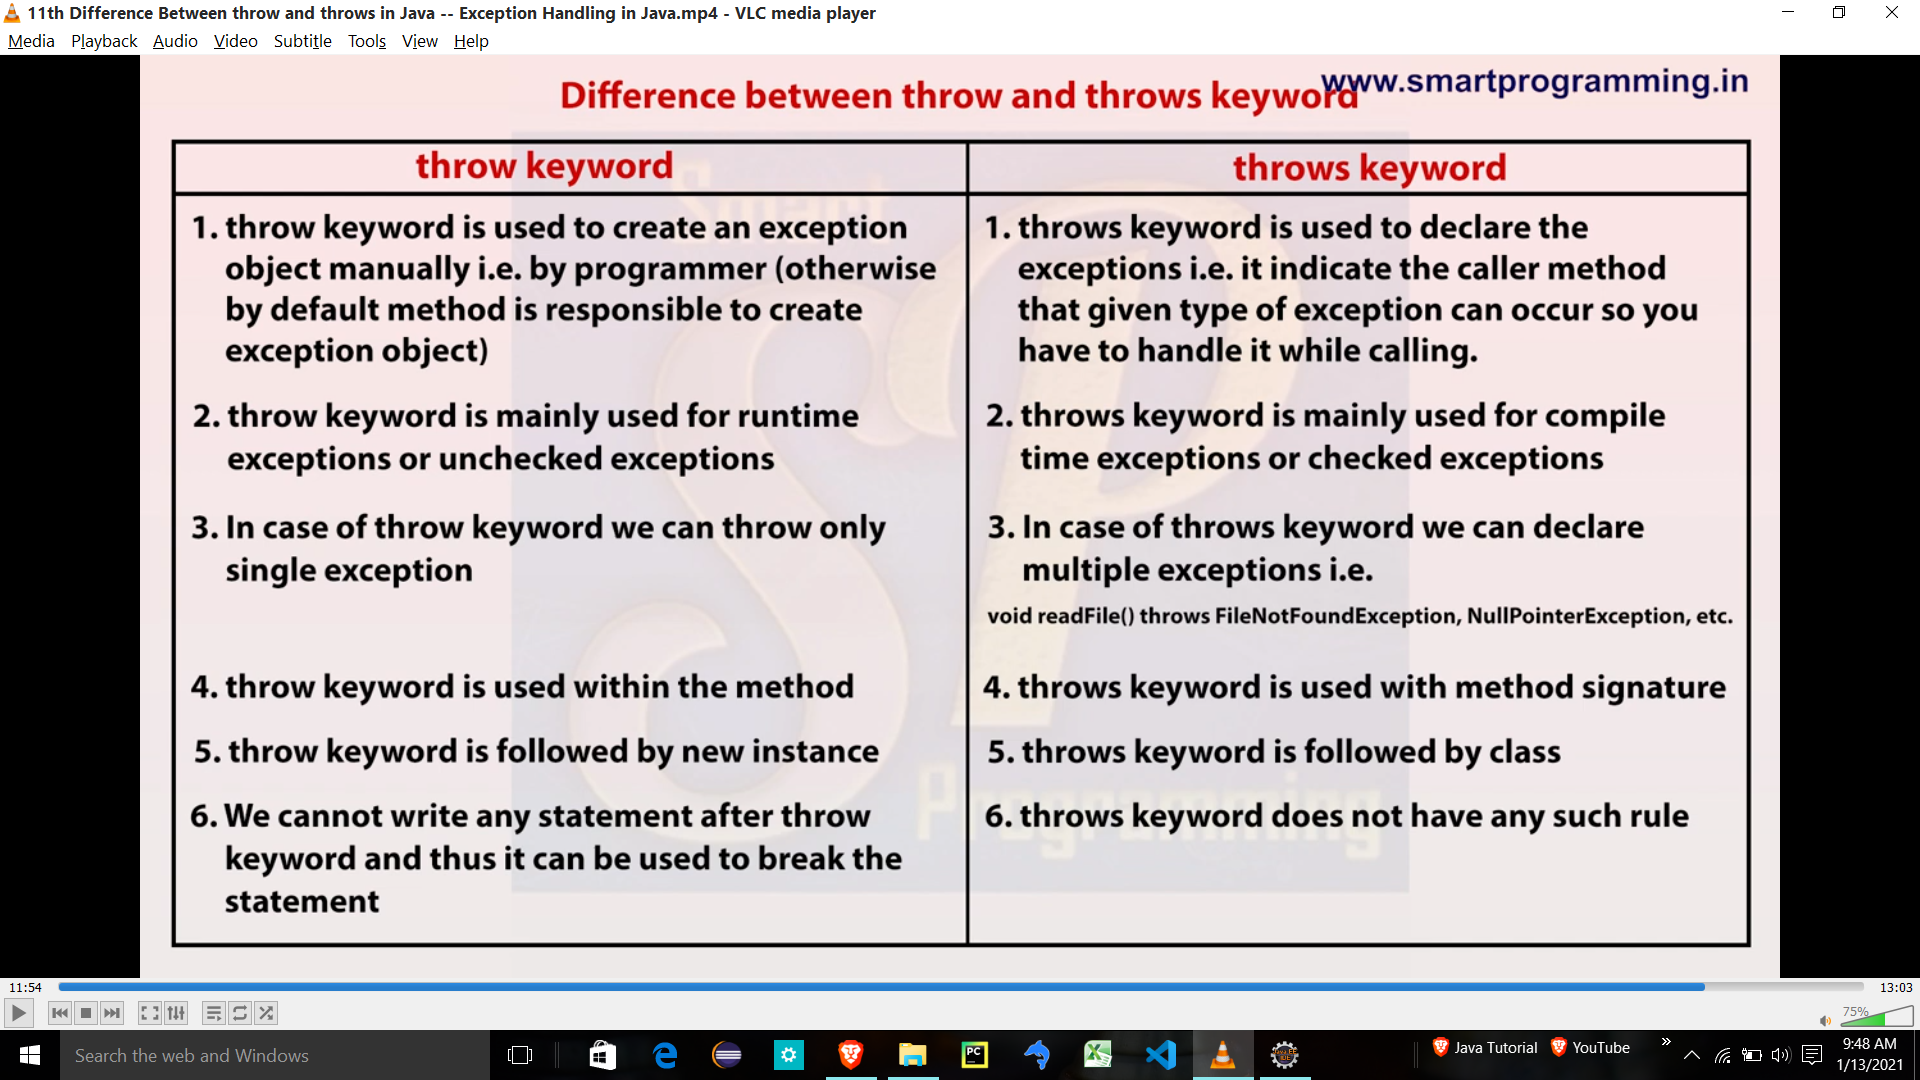 11th Difference Between throw and throws in Java -- Exception Handling in Java.mp4 - VLC media player
Media Playback Audio Video Subtitle Tools View Help
www.smartprogramming.in
Difference between throw and throws keyword
throw keyword
1. throw keyword is used to create an exception
object manually i.e. by programmer (otherwise
by default method is responsible to create
exception object)
2. throw keyword is mainly used for runtime
exceptions or unchecked exceptions
3. In case of throw keyword we can throw only
single exception
4. throw keyword is used within the method
5. throw keyword is followed by new instance
6. We cannot write any statement after throw
keyword and thus it can be used to break the
statement
throws keyword
1. throws keyword is used to declare the
exceptions i.e. it indicate the caller method
that given type of exception can occur so you
have to handle it while calling.
2. throws keyword is mainly used for compile
time exceptions or checked exceptions
3. In case of throws keyword we can declare
multiple exceptions i.e.
void readFile() throws FileNotFoundException, NullPointerException, etc.
4. throws keyword is used with method signature
5. throws keyword is followed by class
6. throws keyword does not have any such rule
Smart
SP
Programming
11:54
13:03
75%
Search the web and Windows
PC
Java Tutorial
YouTube
9:48 AM
1/13/2021